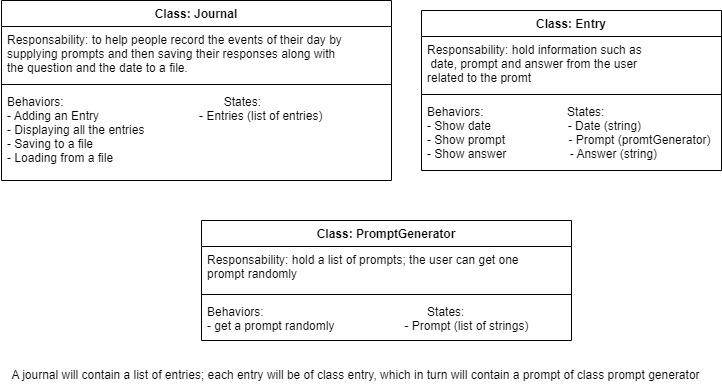 Class: Journal
Responsability: to help people record the events of their day by
supplying prompts and then saving their responses along with
the question and the date to a file.
Behaviors:
- Adding an Entry
- Displaying all the entries
- Saving to a file
- Loading from a file
States:
- Entries (list of entries)
Class: Entry
Responsability: hold information such as
date, prompt and answer from the user
related to the promt
Behaviors:
- Show date
- Show prompt
- Show answer
States:
- Date (string)
- Prompt (promtGenerator)
- Answer (string)
Class: PromptGenerator
Responsability: hold a list of prompts; the user can get one
prompt randomly
Behaviors:
- get a prompt randomly
States:
- Prompt (list of strings)
A journal will contain a list of entries; each entry will be of class entry, which in turn will contain a prompt of class prompt generator